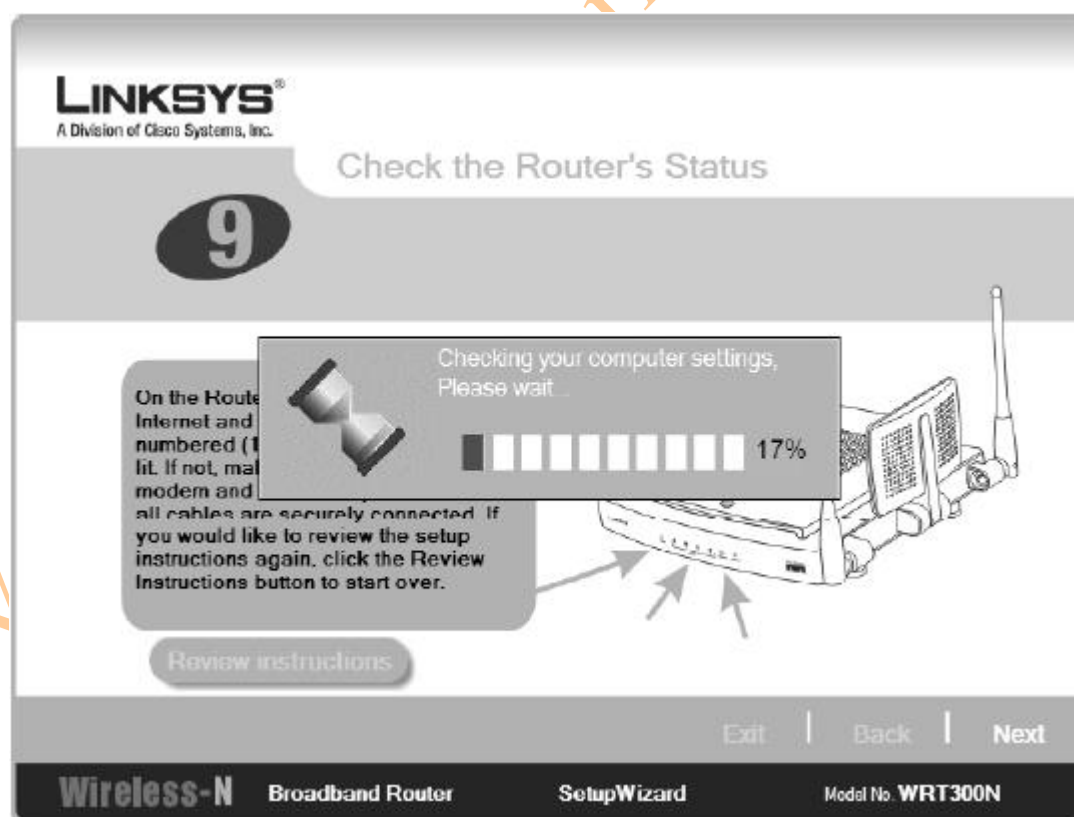 LINKSYS®
A Division of Cisco Systems, Inc.
Check the Router's Status
9
Checking your computer settings,
Please wait...
17%
On the Route
Internet and
numbered (1
lit. If not, mak
modem and
all cables are securely connected. If
you would like to review the setup
instructions again, click the Review
Instructions button to start over.
Review instructions
Exit | Back | Next
Wireless-N Broadband Router SetupWizard Model No. WRT300N